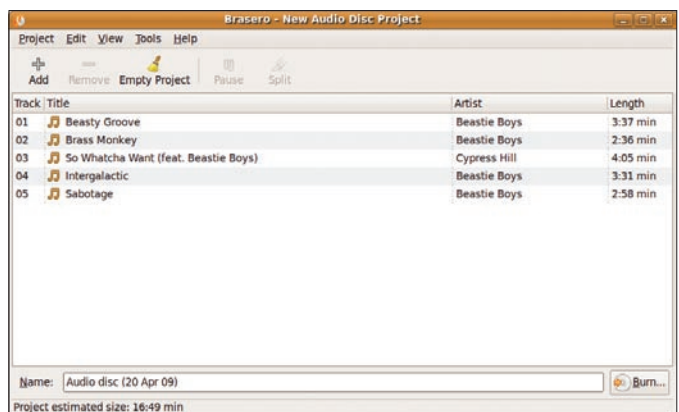 Brasero - New Audio Disc Project
Project Edit View Tools Help
Add Remove Empty Project Pause Split
Track Title Artist Length
01 Beasty Groove Beastie Boys 3:37 min
02 Brass Monkey Beastie Boys 2:36 min
03 So Whatcha Want (feat. Beastie Boys) Cypress Hill 4:05 min
04 Intergalactic Beastie Boys 3:31 min
05 Sabotage Beastie Boys 2:58 min
Name: Audio disc (20 Apr 09) Burn...
Project estimated size: 16:49 min